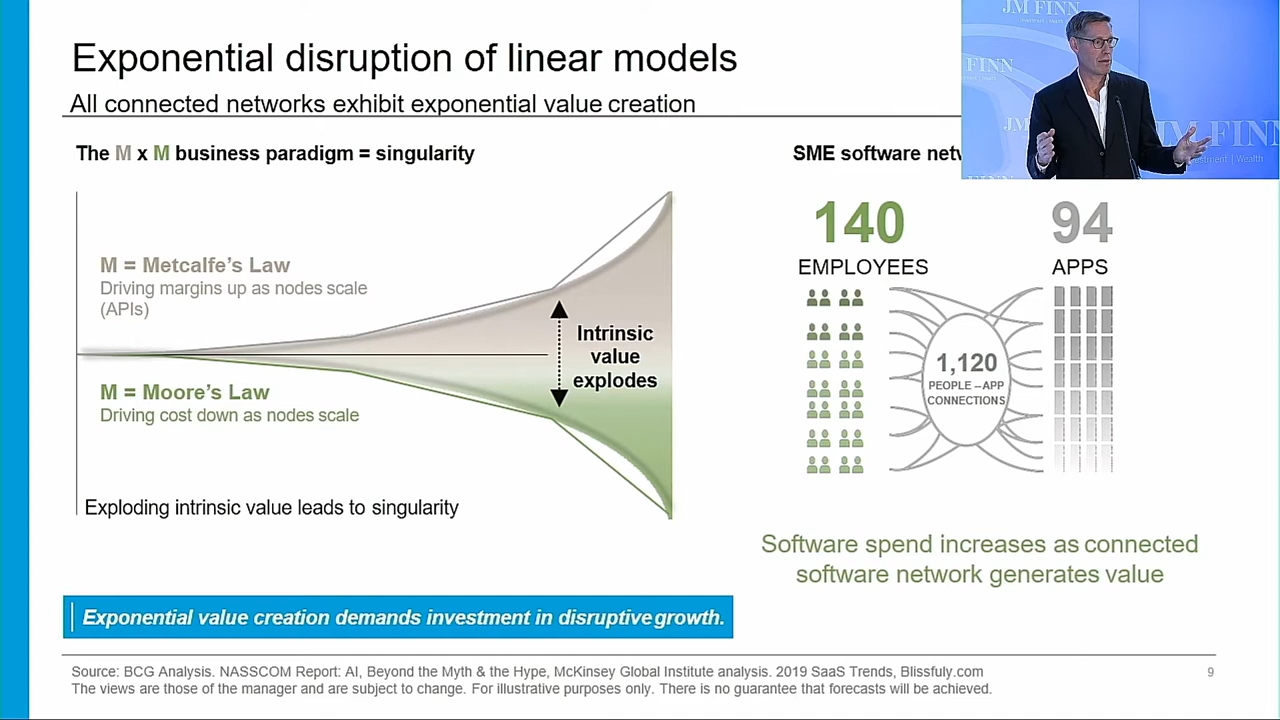 Exponential disruption of linear models
All connected networks exhibit exponential value creation
The M x M business paradigm = singularity
M = Metcalfe's Law
Driving margins up as nodes scale
(APIs)
Intrinsic
value
explodes
M = Moore's Law
Driving cost down as nodes scale
Exploding intrinsic value leads to singularity
SME software
140
EMPLOYEES
94
APPS
1,120
PEOPLE – APP
CONNECTIONS
Software spend increases as connected
software network generates value
Exponential value creation demands investment in disruptive growth.
Source: BCG Analysis. NASSCOM Report: AI, Beyond the Myth & the Hype, McKinsey Global Institute analysis. 2019 SaaS Trends, Blissfuly.com
The views are those of the manager and are subject to change. For illustrative purposes only. There is no guarantee that forecasts will be achieved.
9
JM FINN
Investment | Wealth
FINN
JM
JM FINN
Investment | Wealth
FINN